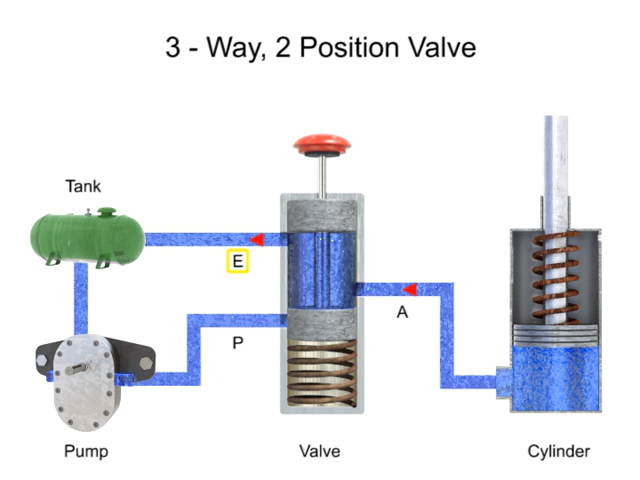 3 - Way, 2 Position Valve
Tank
E
A
P
Pump
Valve
Cylinder